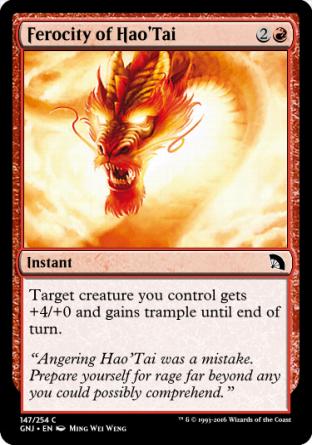 Ferocity of Hao'Tai 2
Instant
Target creature you control gets
+4/+0 and gains trample until end of
turn.
“Angering Hao'Tai was a mistake.
Prepare yourself for rage far beyond any
you could possibly comprehend.”
147/254 C
GNJ • EN Ming Wei Weng
™ & © 1993-2016 Wizards of the Coast